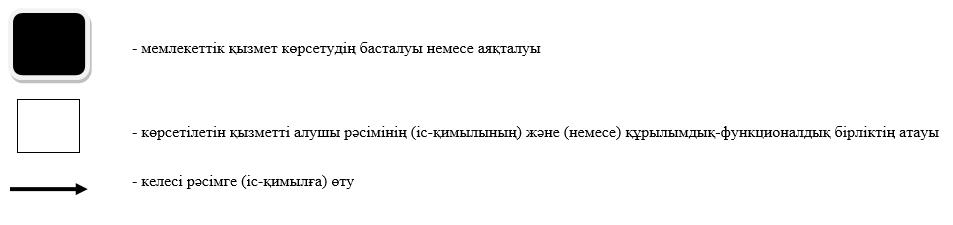 - мемлекеттік қызмет көрсетудің басталуы немесе аяқталуы
- көрсетілетін қызметті алушы рәсімінің (іс-қимылының) және (немесе) құрылымдық-функционалдық бірліктің атауы
- келесі рәсімге (іс-қимылға) өту